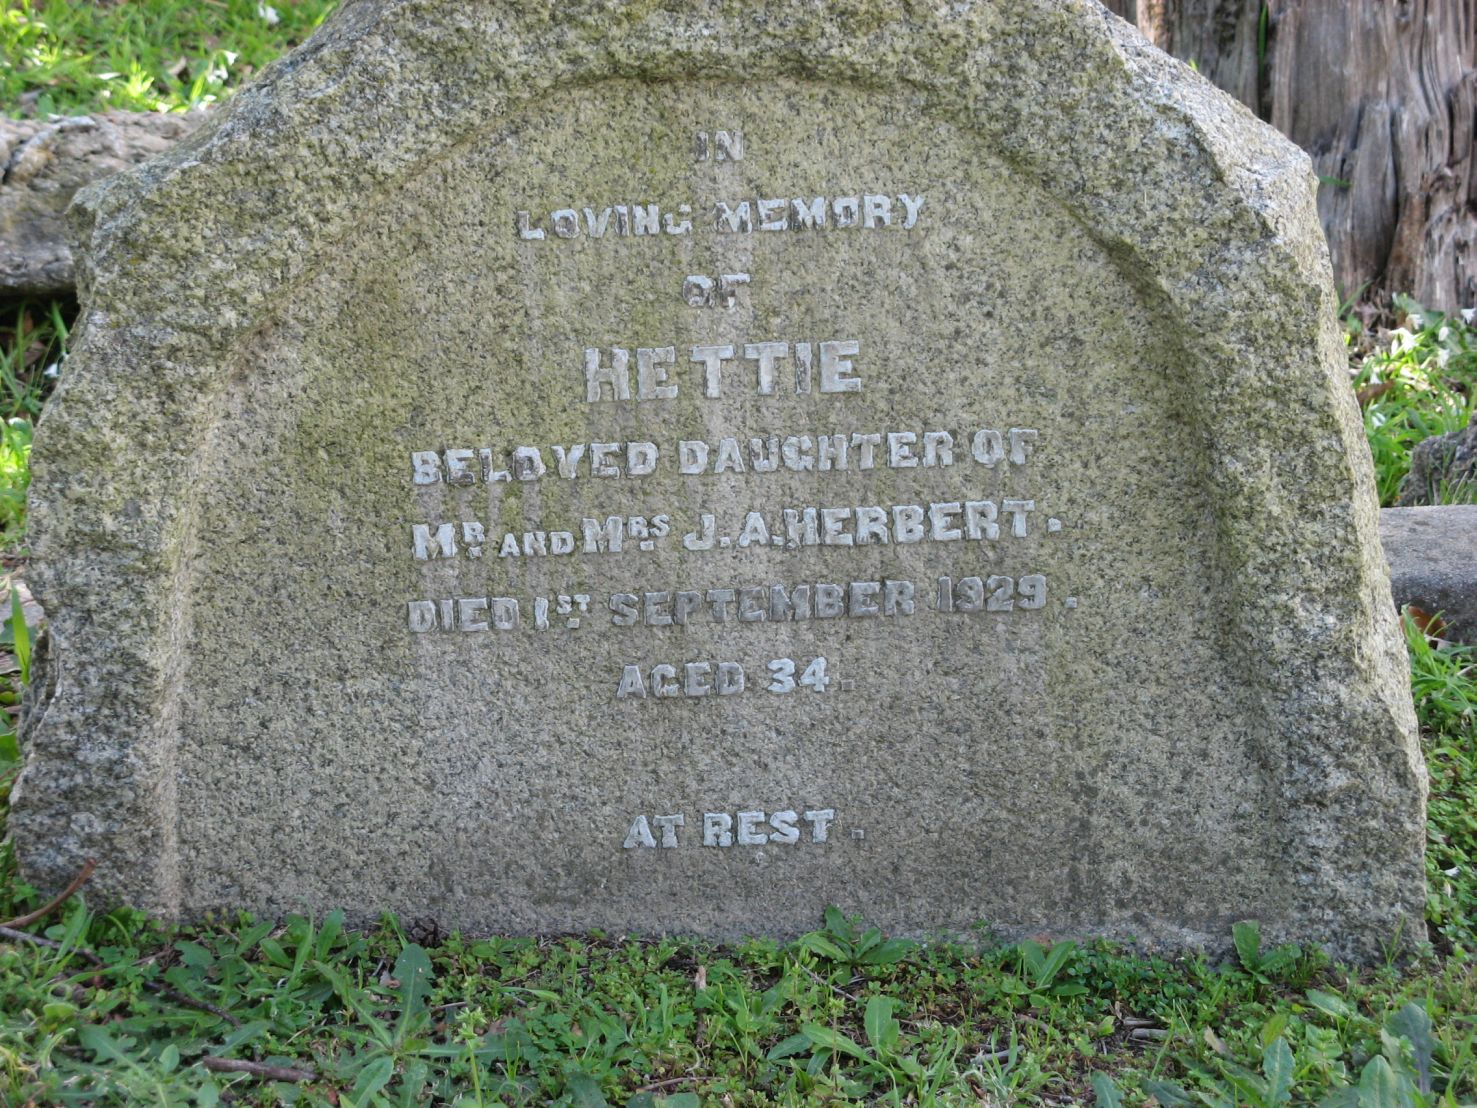 IN
LOVING MEMORY
OF
HETTIE
BELOVED DAUGHTER OF
MR. AND MRS. J. A. HERBERT.
DIED 1ST SEPTEMBER 1929.
AGED 34.
AT REST.